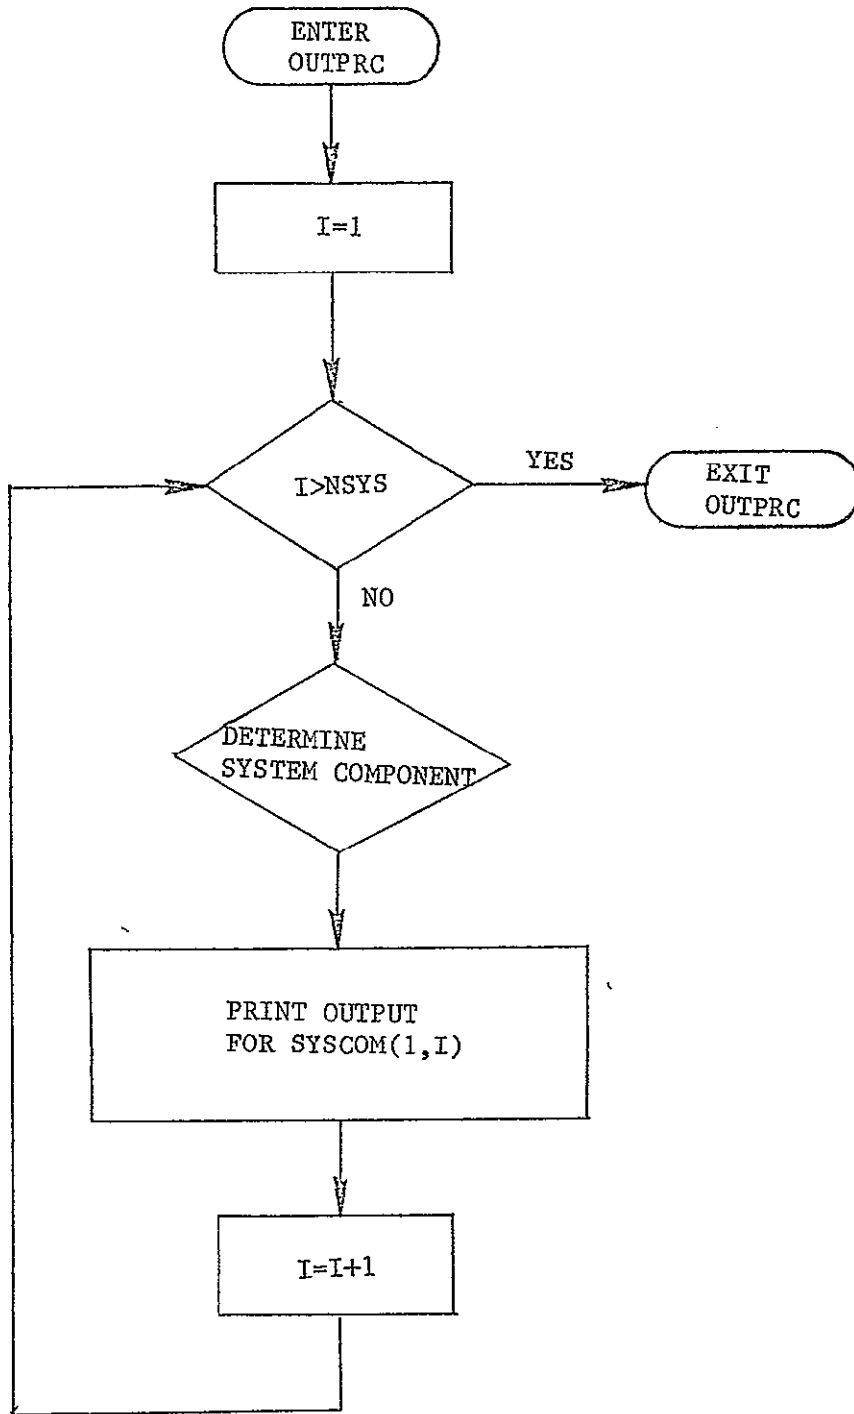 ENTER
OUTPRC
I=1
I>NSYS
YES
EXIT
OUTPRC
NO
DETERMINE
SYSTEM COMPONENT
PRINT OUTPUT
FOR SYSCOM(1,I)
I=I+1